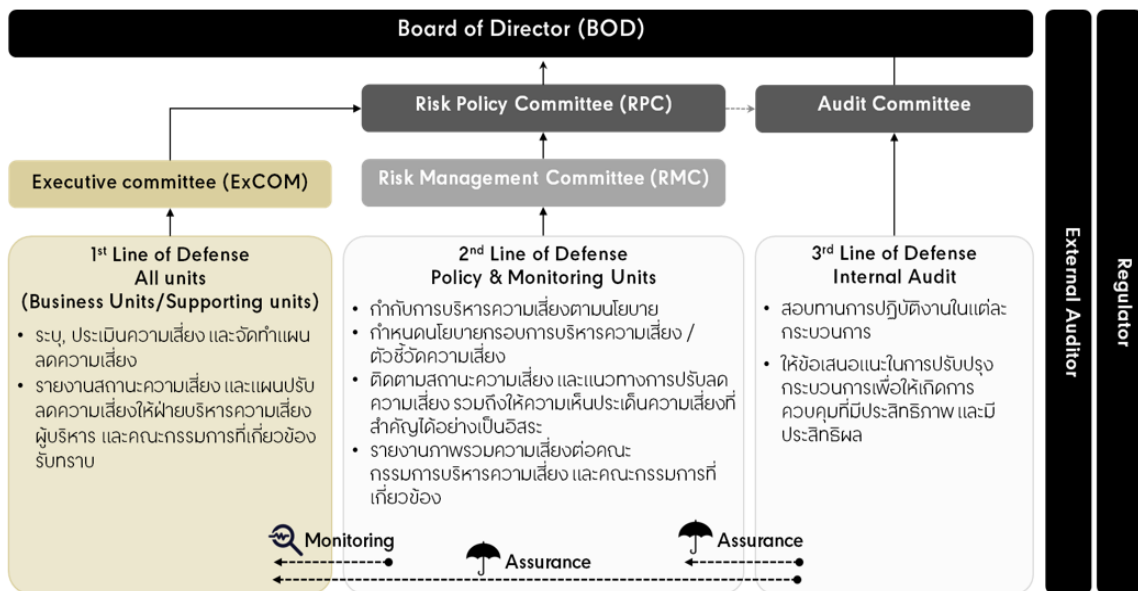 Board of Director (BOD)
Risk Policy Committee (RPC)
Audit Committee
Executive committee (ExCOM)
Risk Management Committee (RMC)
1st Line of Defense
All units
(Business Units/Supporting units)
• ระบุ, ประเมินความเสี่ยง และจัดทำแผน
ลดความเสี่ยง
• รายงานสถานะความเสี่ยง และแผนปรับ
ลดความเสี่ยงให้ฝ่ายบริหารความเสี่ยง
ผู้บริหาร และคณะกรรมการที่เกี่ยวข้อง
รับทราบ
2nd Line of Defense
Policy & Monitoring Units
• กำกับการบริหารความเสี่ยงตามนโยบาย
• กำหนดนโยบายกรอบการบริหารความเสี่ยง /
ตัวชี้วัดความเสี่ยง
• ติดตามสถานะความเสี่ยง และแนวทางการปรับลด
ความเสี่ยง รวมถึงให้ความเห็นประเด็นความเสี่ยงที่
สำคัญได้อย่างเป็นอิสระ
• รายงานภาพรวมความเสี่ยงต่อคณะ
กรรมการบริหารความเสี่ยง และคณะกรรมการที่
เกี่ยวข้อง
3rd Line of Defense
Internal Audit
• สอบทานการปฏิบัติงานในแต่ละ
กระบวนการ
• ให้ข้อเสนอแนะในการปรับปรุง
กระบวนการเพื่อให้เกิดการ
ควบคุมที่มีประสิทธิภาพ และมี
ประสิทธิผล
Monitoring
Assurance
Assurance
External Auditor
Regulator